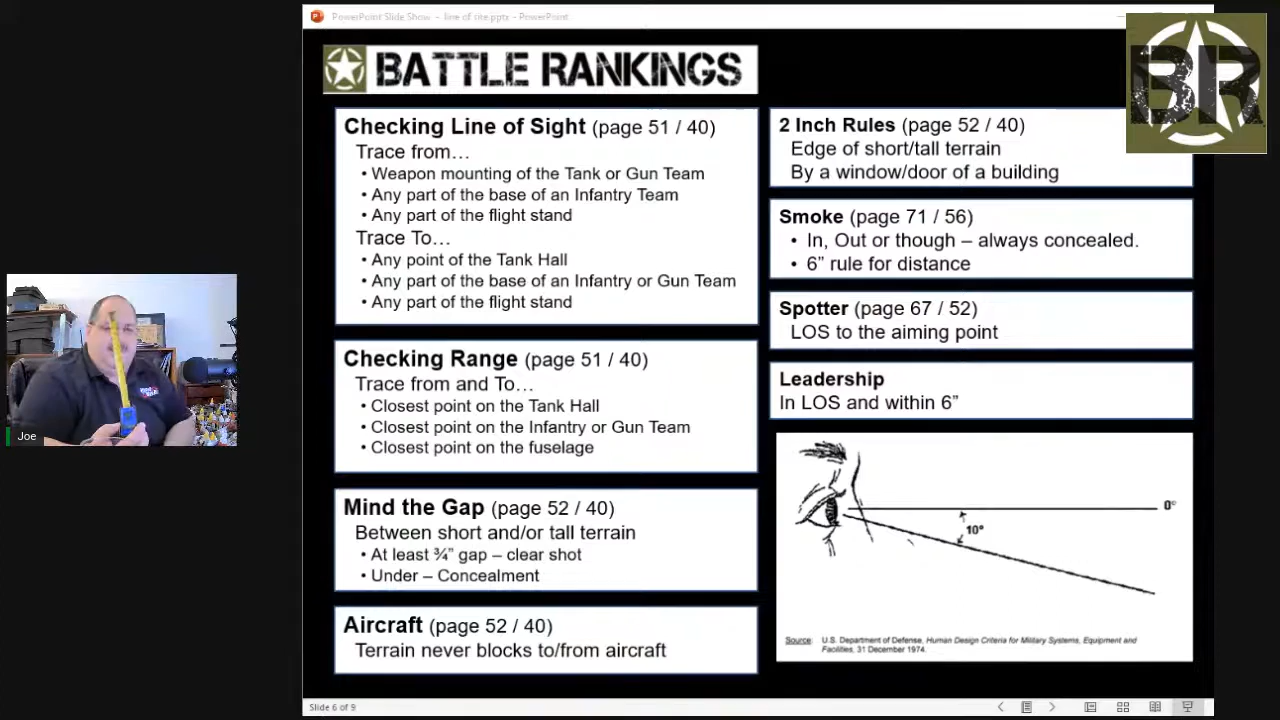 PowerPoint Slide Show - line of site.pptx - PowerPoint
BATTLE RANKINGS
BR
Checking Line of Sight (page 51 / 40)
Trace from…
• Weapon mounting of the Tank or Gun Team
• Any part of the base of an Infantry Team
• Any part of the flight stand
Trace To…
• Any point of the Tank Hall
• Any part of the base of an Infantry or Gun Team
• Any part of the flight stand
Checking Range (page 51 / 40)
Trace from and To…
• Closest point on the Tank Hall
• Closest point on the Infantry or Gun Team
• Closest point on the fuselage
Mind the Gap (page 52 / 40)
Between short and/or tall terrain
• At least ¾” gap – clear shot
• Under – Concealment
Aircraft (page 52 / 40)
Terrain never blocks to/from aircraft
2 Inch Rules (page 52 / 40)
Edge of short/tall terrain
By a window/door of a building
Smoke (page 71 / 56)
• In, Out or though – always concealed.
• 6” rule for distance
Spotter (page 67 / 52)
LOS to the aiming point
Leadership
In LOS and within 6”
0°
10°
Source: U.S. Department of Defense, Human Design Criteria for Military Systems, Equipment and
Facilities, 31 December 1974.
Joe
Slide 6 of 9